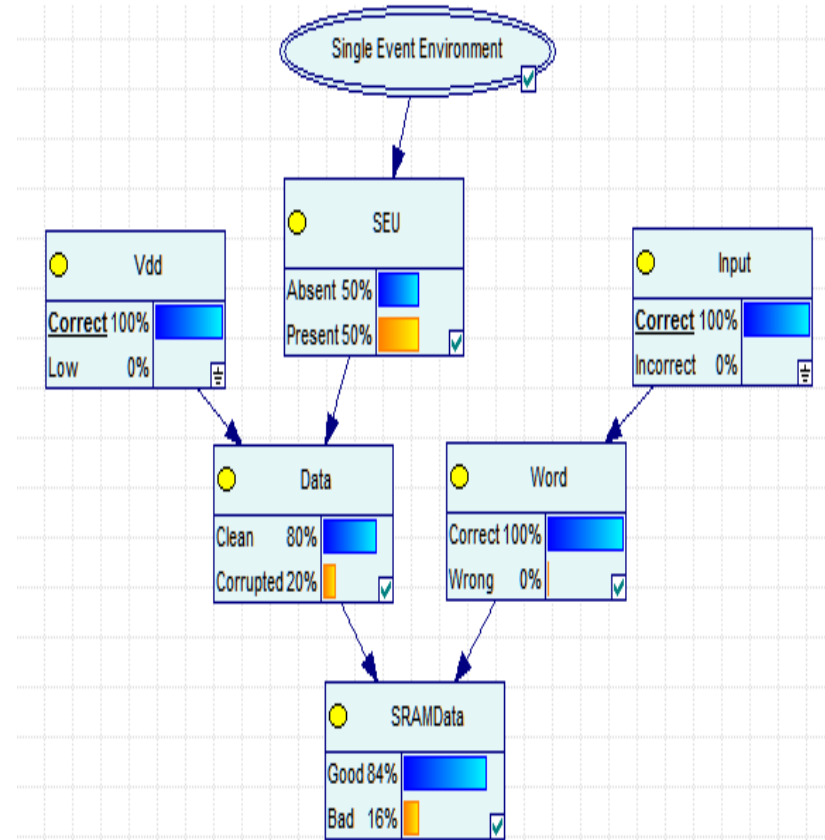 Single Event Environment
SEU
Absent 50%
Present 50%
Vdd
Correct 100%
Low 0%
Input
Correct 100%
Incorrect 0%
Data
Clean 80%
Corrupted 20%
Word
Correct 100%
Wrong 0%
SRAMData
Good 84%
Bad 16%